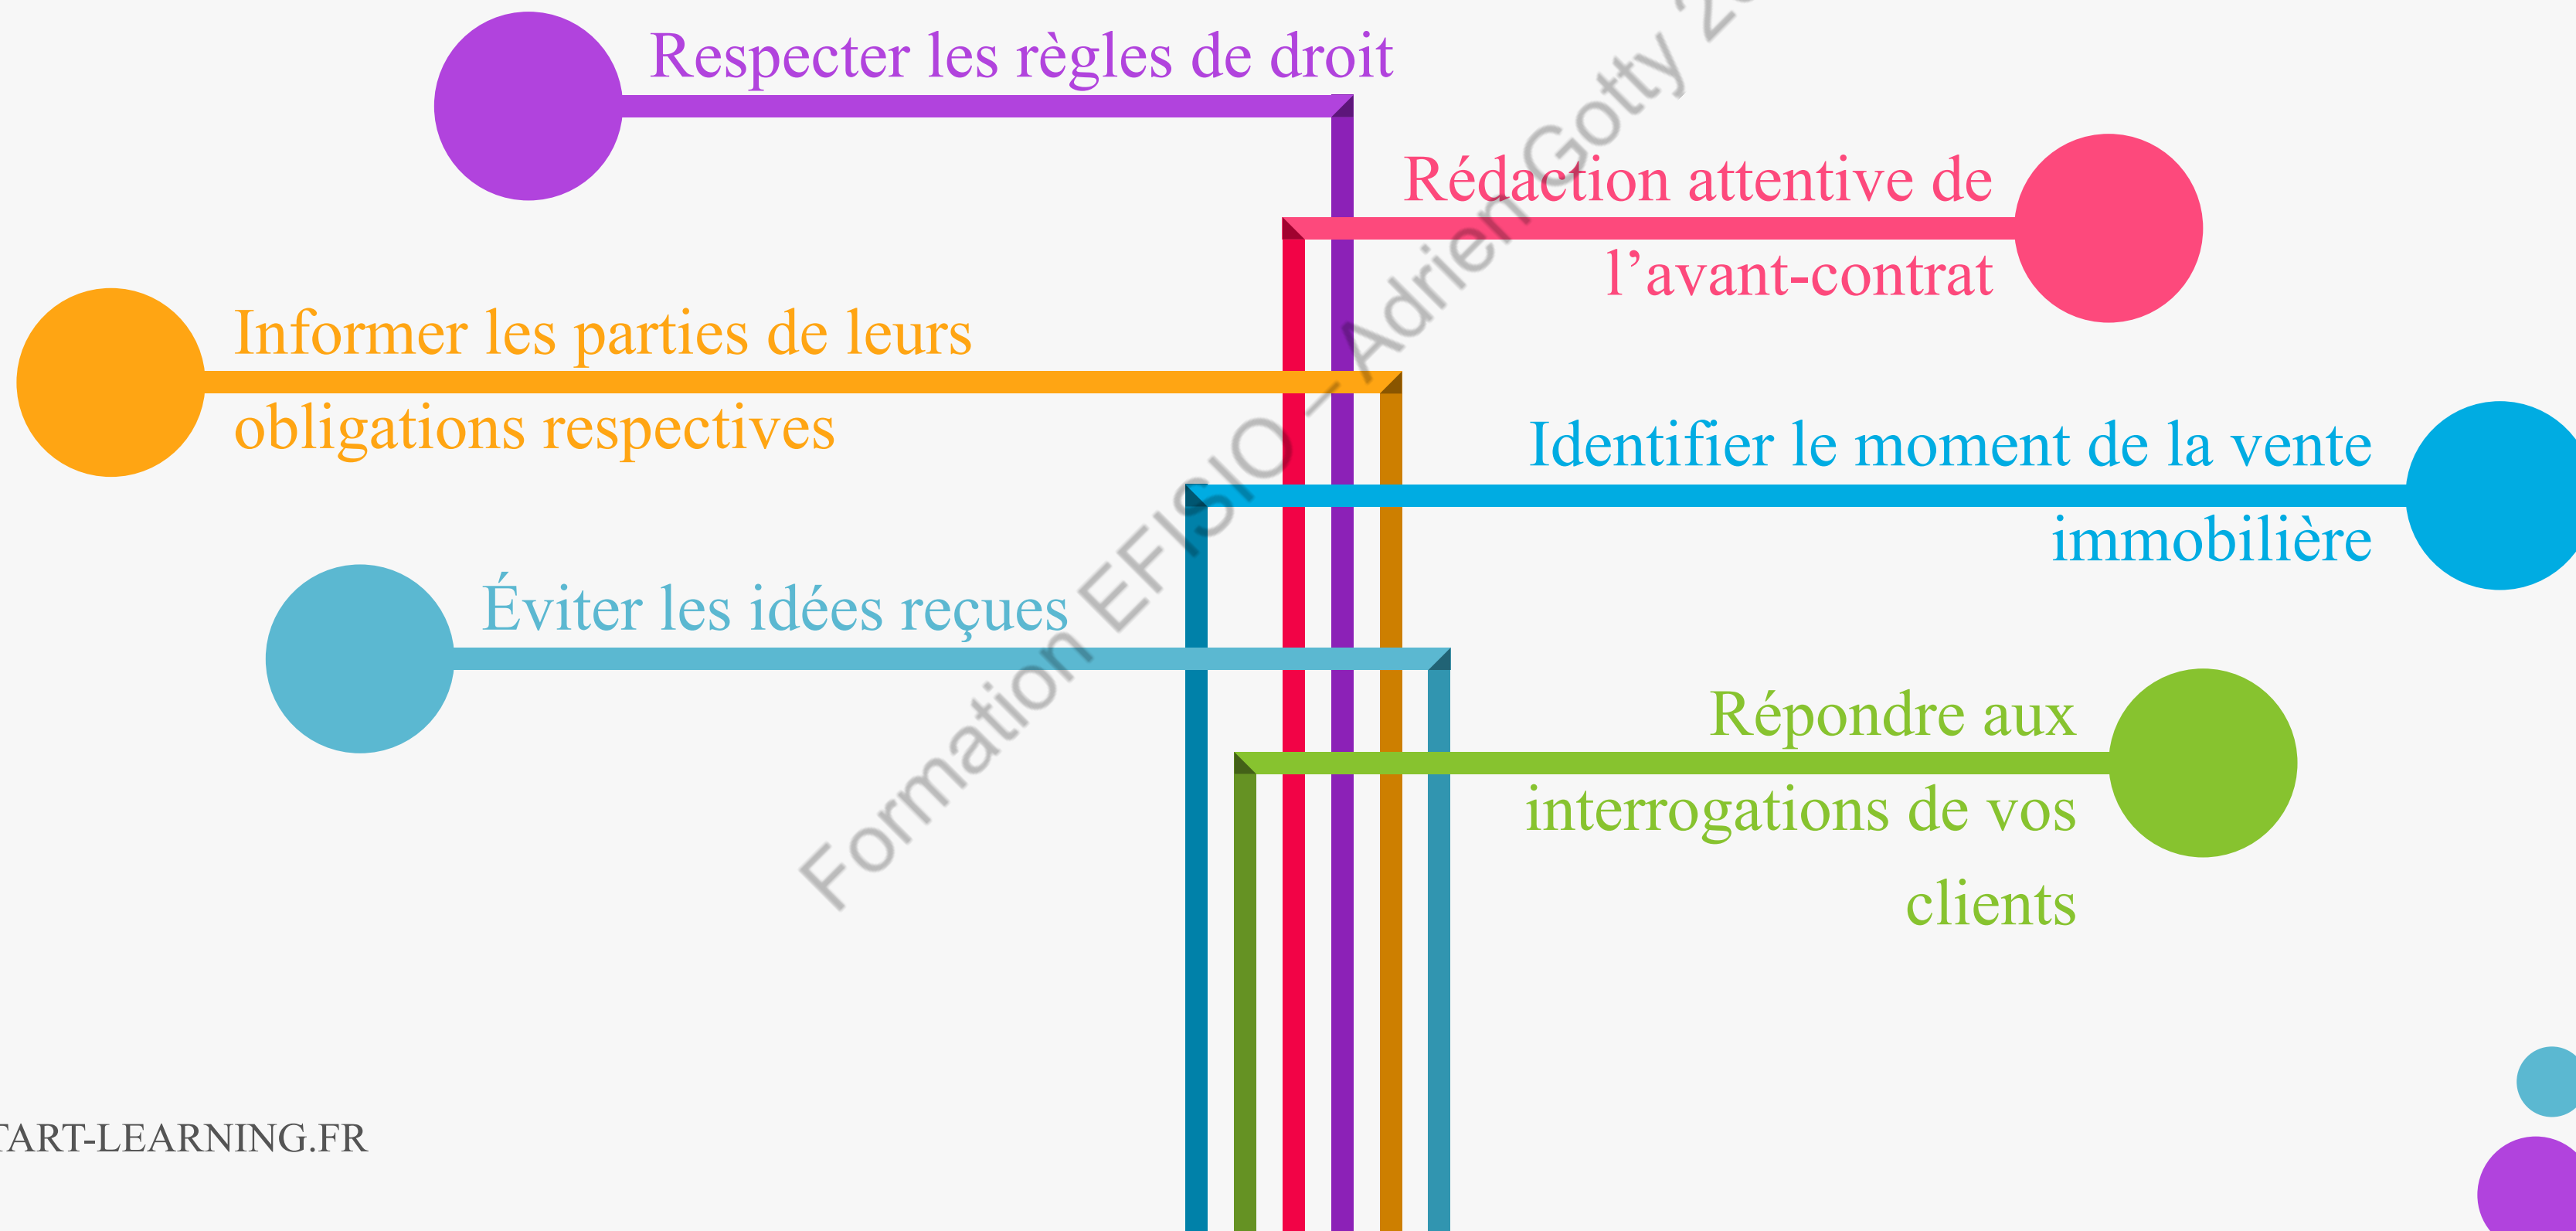 Respecter les règles de droit
Rédaction attentive de
l’avant-contrat
Informer les parties de leurs
obligations respectives
Identifier le moment de la vente
immobilière
Éviter les idées reçues
Répondre aux
interrogations de vos
clients
Formation EFISIO – Adrien Gotty
TART-LEARNING.FR